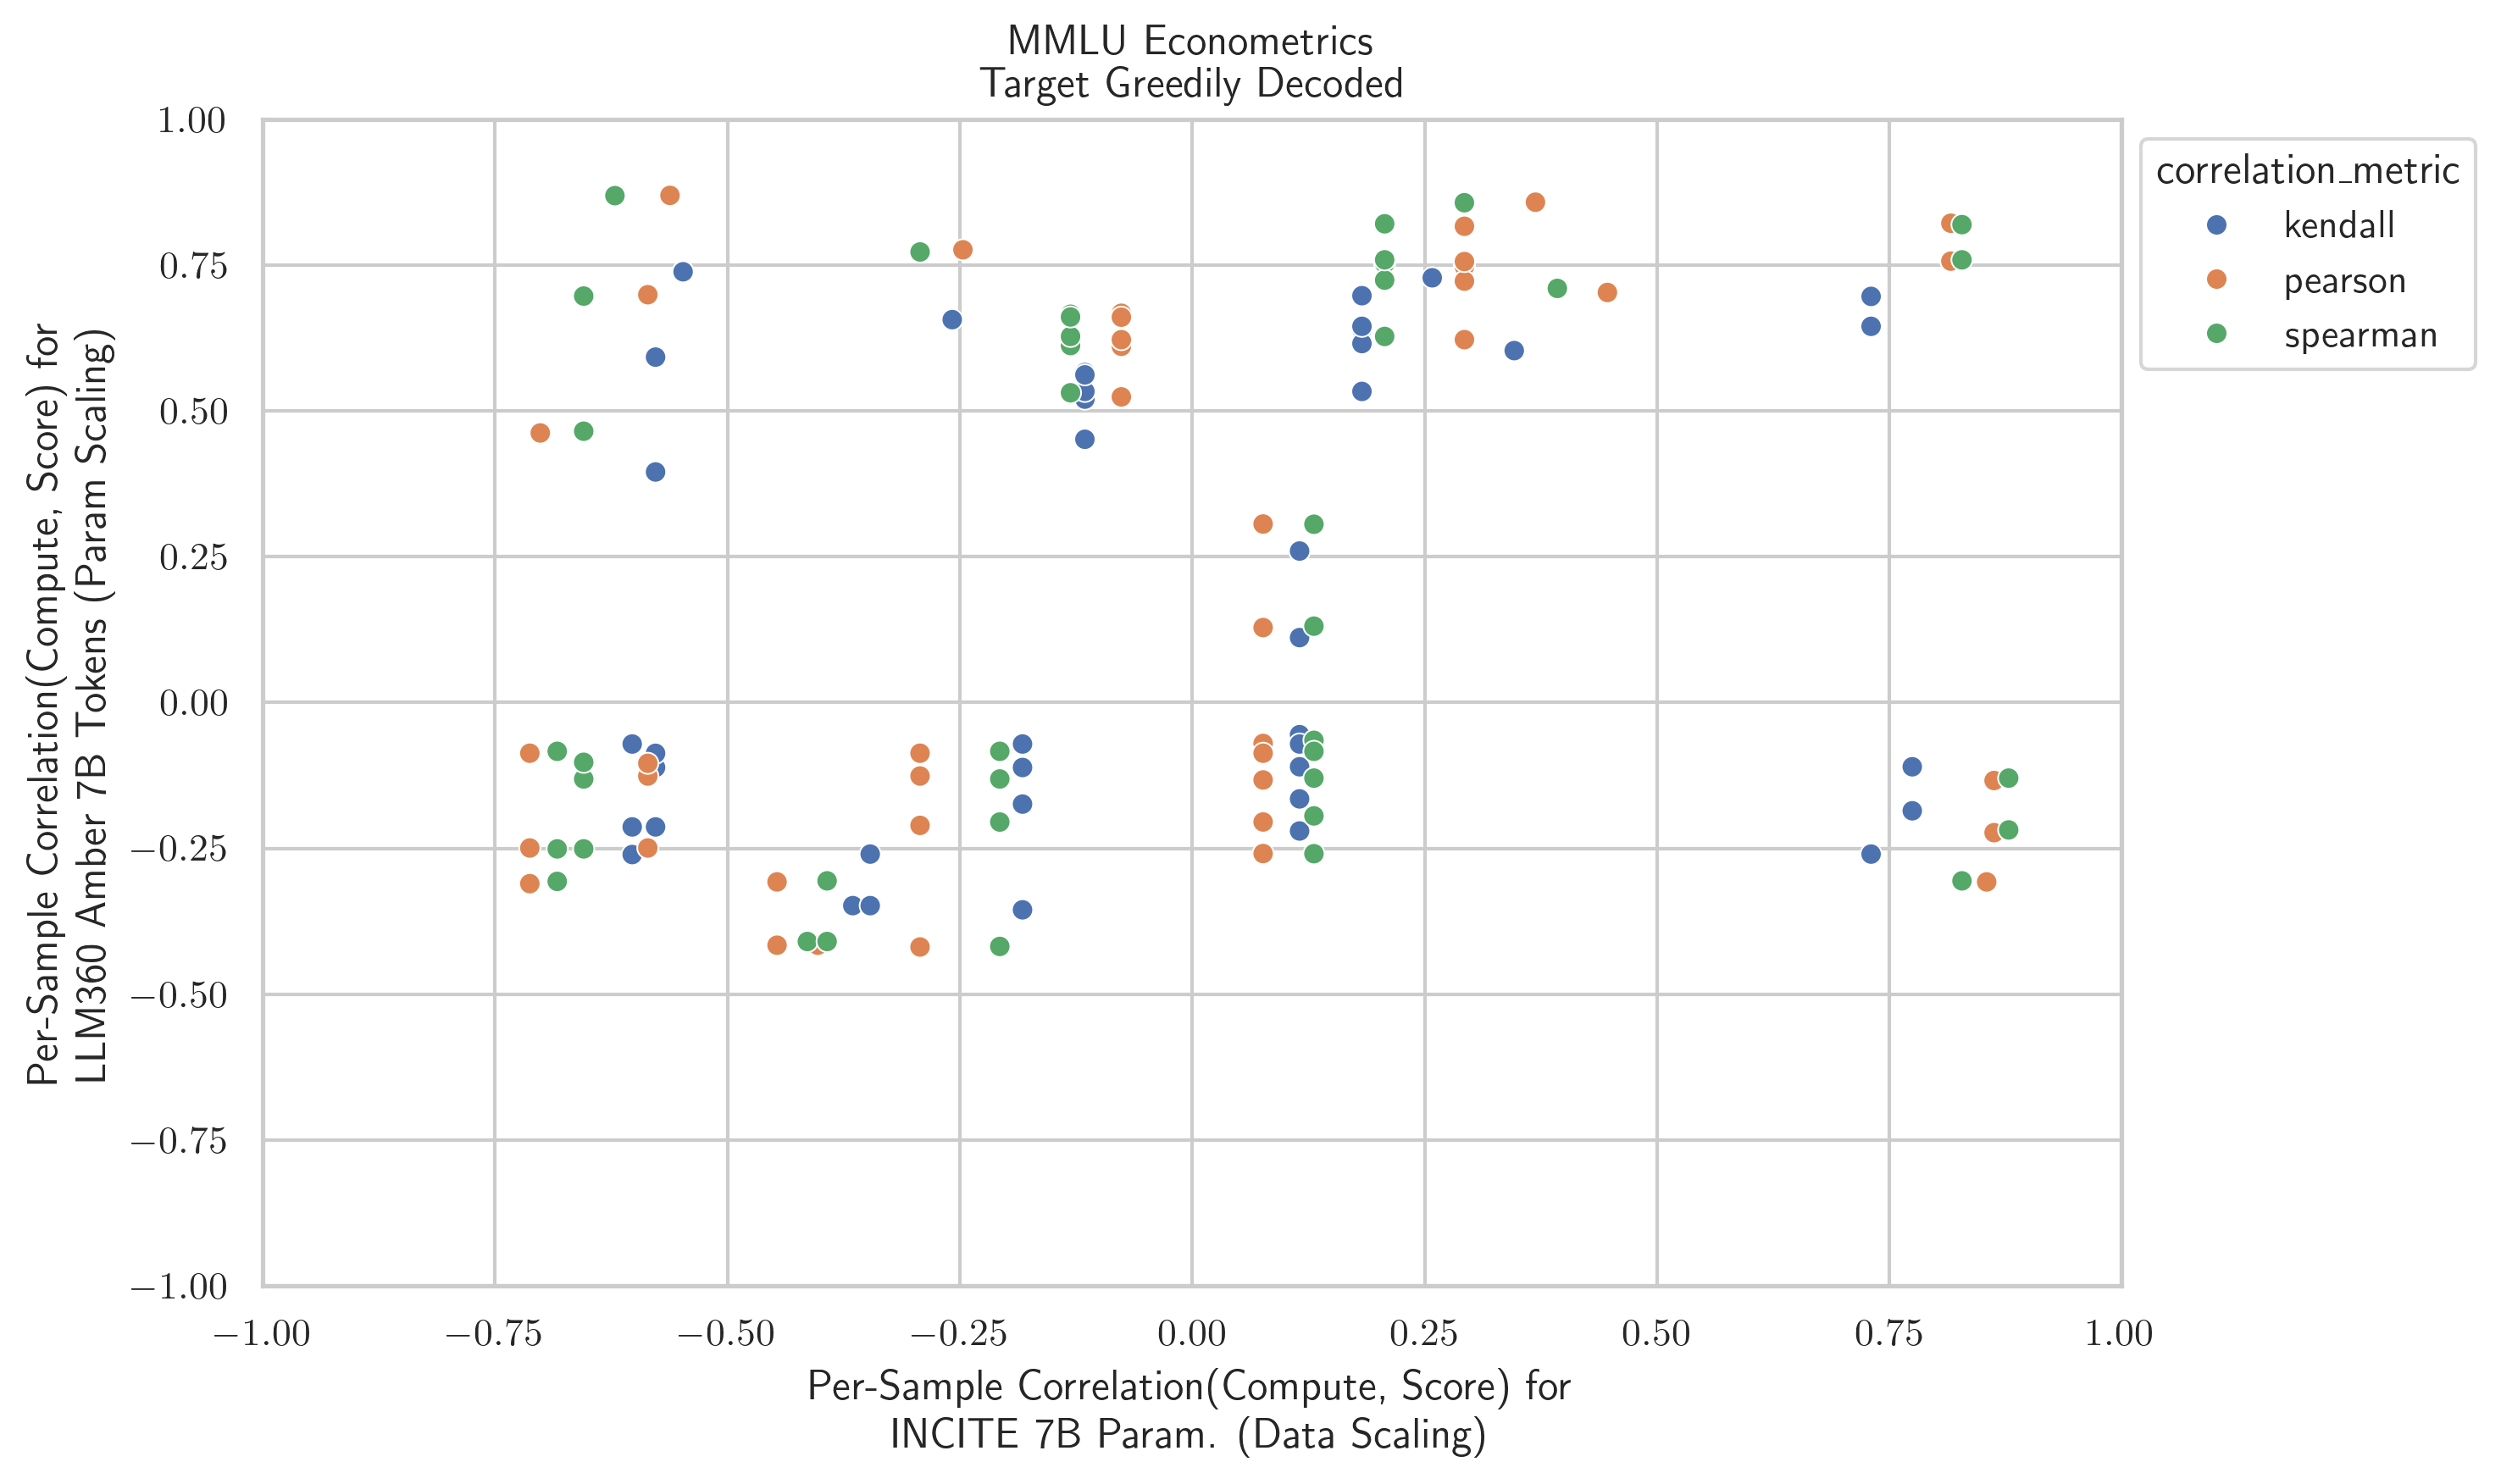 MMLU Econometrics
Target Greedily Decoded
Per-Sample Correlation(Compute, Score) for
LLM360 Amber 7B Tokens (Param Scaling)
1.00
0.75
0.50
0.25
0.00
−0.25
−0.50
−0.75
−1.00
−1.00 −0.75 −0.50 −0.25 0.00 0.25 0.50 0.75 1.00
Per-Sample Correlation(Compute, Score) for
INCITE 7B Param. (Data Scaling)
correlation_metric
kendall
pearson
spearman